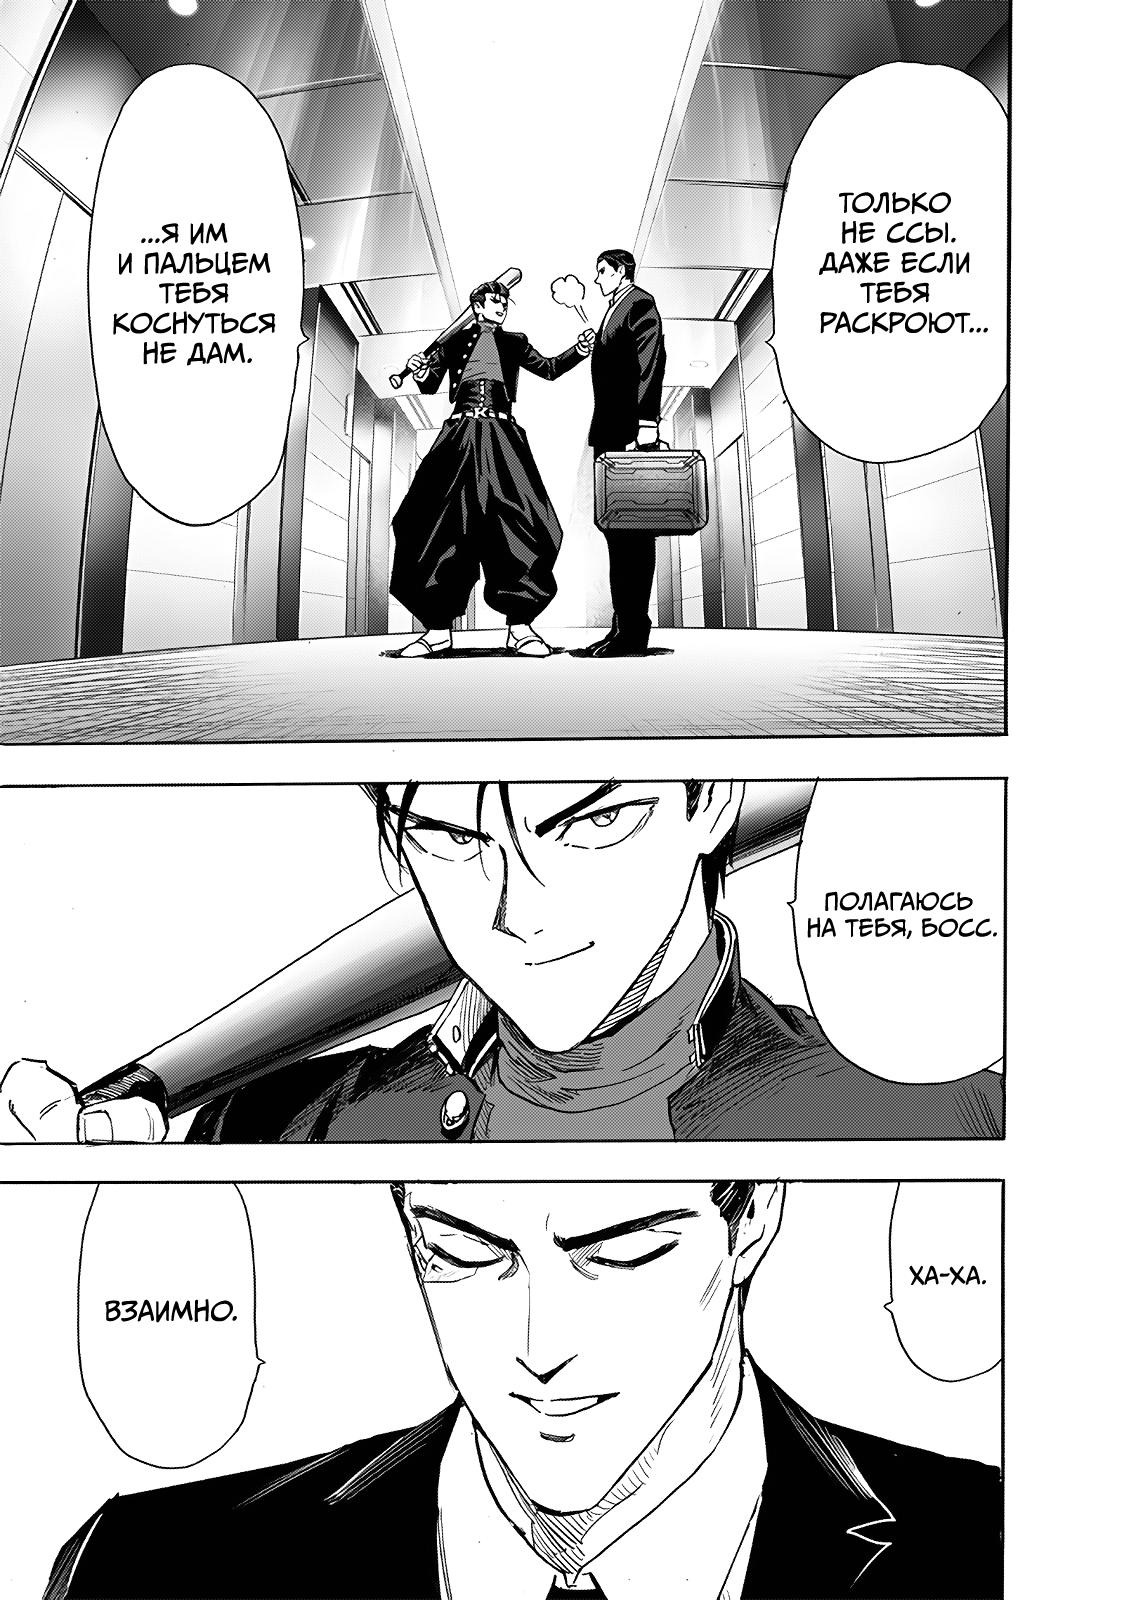 ТОЛЬКО
НЕ ССЫ.
ДАЖЕ ЕСЛИ
ТЕБЯ
РАСКРОЮТ...
...Я ИМ
И ПАЛЬЦЕМ
ТЕБЯ
КОСНУТЬСЯ
НЕ ДАМ.
ПОЛАГАЮСЬ
НА ТЕБЯ, БОСС.
ХА-ХА.
ВЗАИМНО.